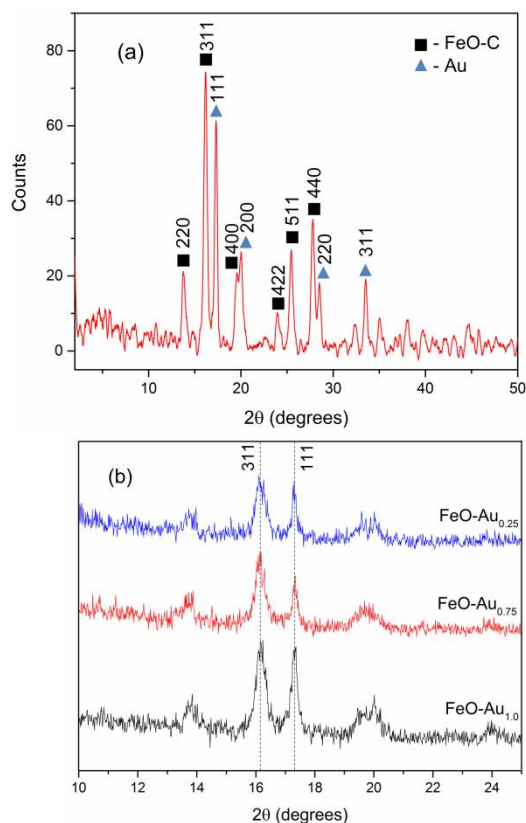 (a)
■ - FeO-C
▲ - Au
311
111
220
400
200
422
511
440
220
311
80
60
40
20
0
Counts
10 20 30 40 50
2θ (degrees)
(b)
311
111
FeO-Au0.25
FeO-Au0.75
FeO-Au1.0
10 12 14 16 18 20 22 24
2θ (degrees)